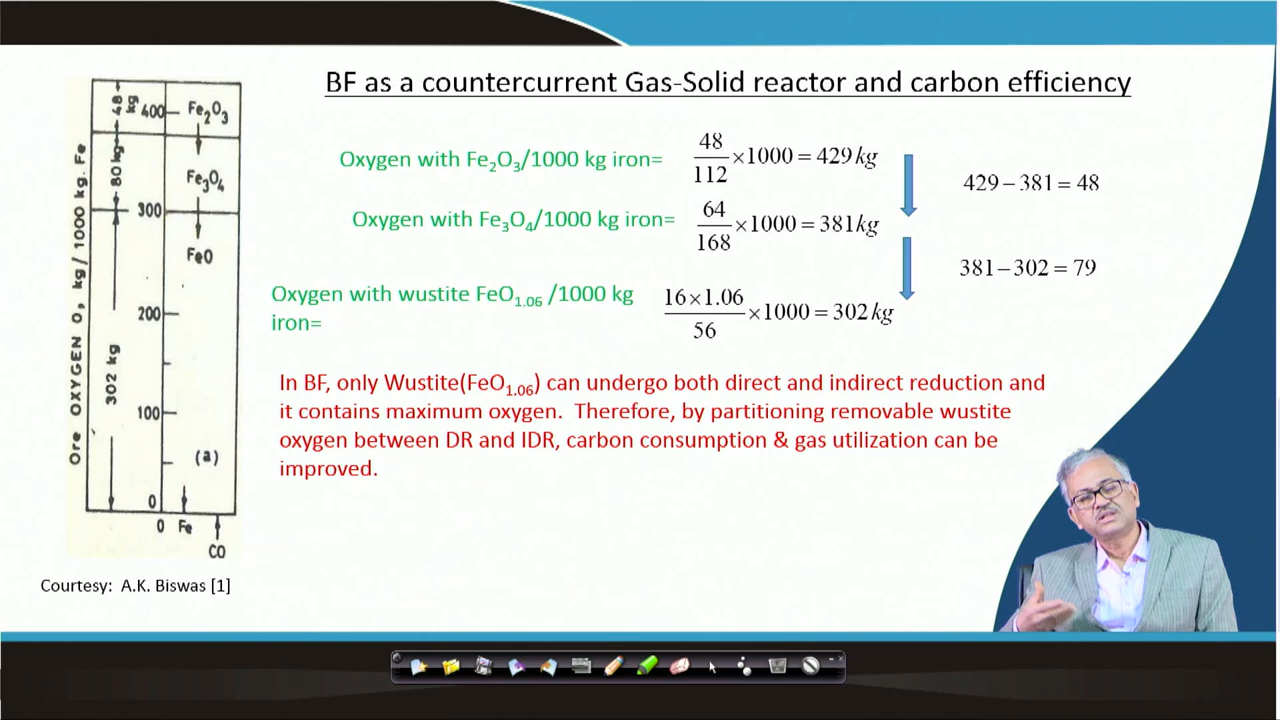 BF as a countercurrent Gas-Solid reactor and carbon efficiency
Ore OXYGEN O, kg/1000 kg. Fe
48 kg
80 kg
302 kg
400
300
200
100
0
Fe₂O₃
Fe₃O₄
FeO
(a)
0 Fe
CO
Courtesy: A.K. Biswas [1]
Oxygen with Fe₂O₃/1000 kg iron= 48/112 ×1000 = 429 kg
429 − 381 = 48
Oxygen with Fe₃O₄/1000 kg iron= 64/168 ×1000 = 381kg
381 − 302 = 79
Oxygen with wustite FeO₁.₀₆ /1000 kg
iron= 16×1.06/56 ×1000 = 302 kg
In BF, only Wustite(FeO₁.₀₆) can undergo both direct and indirect reduction and
it contains maximum oxygen. Therefore, by partitioning removable wustite
oxygen between DR and IDR, carbon consumption & gas utilization can be
improved.